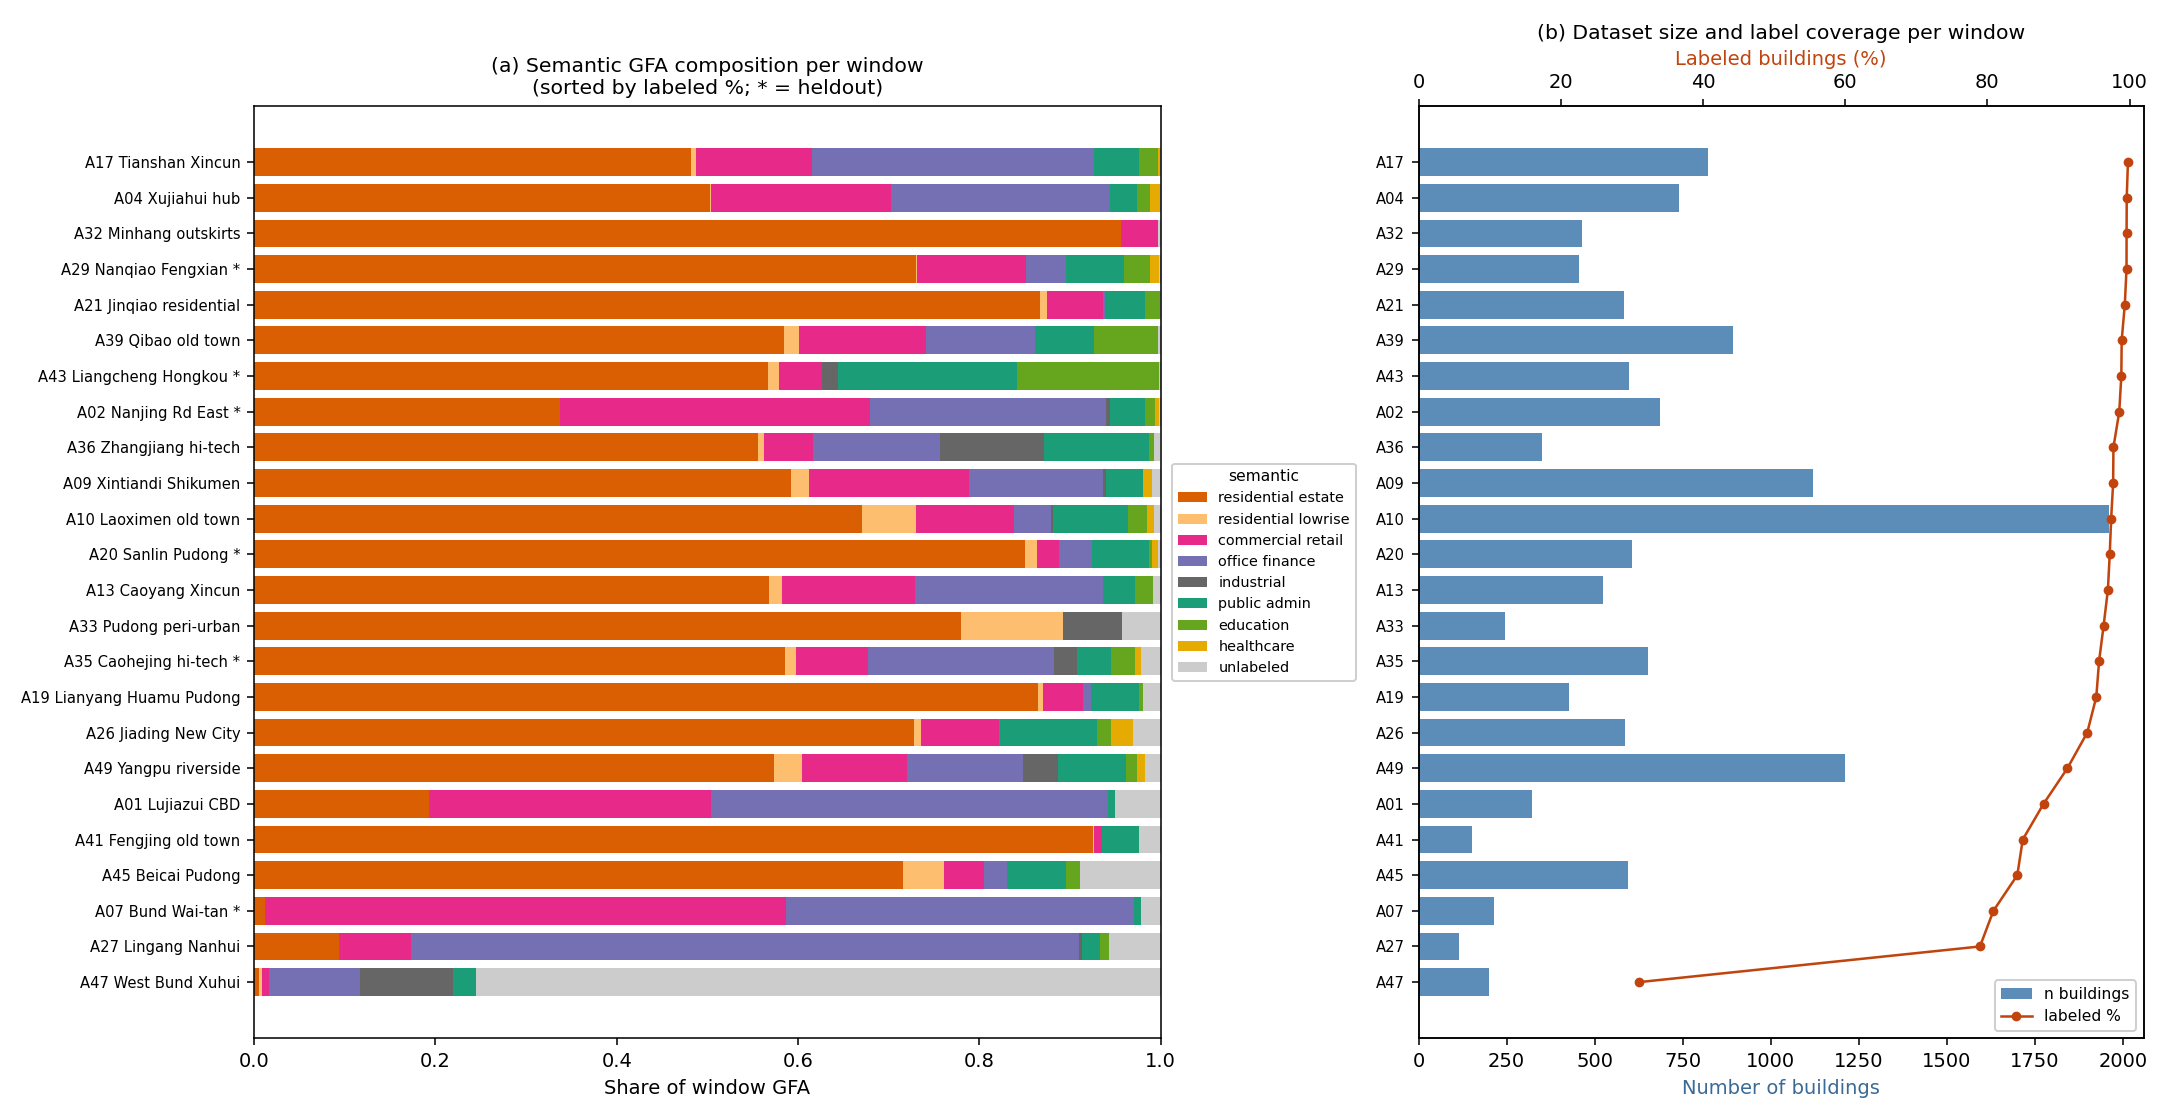 (a) Semantic GFA composition per window
(sorted by labeled %; * = heldout)
A17 Tianshan Xincun
A04 Xujiahui hub
A32 Minhang outskirts
A29 Nanqiao Fengxian *
A21 Jinqiao residential
A39 Qibao old town
A43 Liangcheng Hongkou *
A02 Nanjing Rd East *
A36 Zhangjiang hi-tech
A09 Xintiandi Shikumen
A10 Laoximen old town
A20 Sanlin Pudong *
A13 Caoyang Xincun
A33 Pudong peri-urban
A35 Caohejing hi-tech *
A19 Lianyang Huamu Pudong
A26 Jiading New City
A49 Yangpu riverside
A01 Lujiazui CBD
A41 Fengjing old town
A45 Beicai Pudong
A07 Bund Wai-tan *
A27 Lingang Nanhui
A47 West Bund Xuhui
0.0 0.2 0.4 0.6 0.8 1.0
Share of window GFA
semantic
residential estate
residential lowrise
commercial retail
office finance
industrial
public admin
education
healthcare
unlabeled
(b) Dataset size and label coverage per window
Labeled buildings (%)
0 20 40 60 80 100
A17
A04
A32
A29
A21
A39
A43
A02
A36
A09
A10
A20
A13
A33
A35
A19
A26
A49
A01
A41
A45
A07
A27
A47
n buildings
labeled %
0 250 500 750 1000 1250 1500 1750 2000
Number of buildings